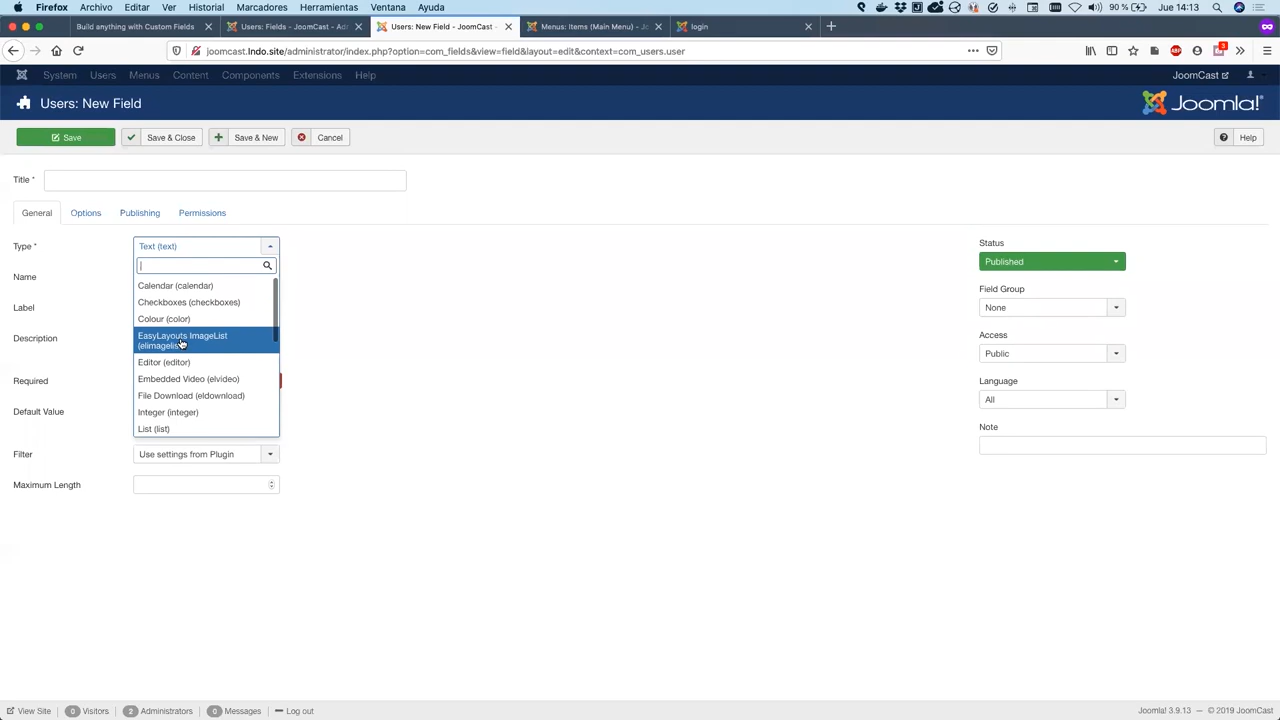 Firefox Archivo Editar Ver Historial Marcadores Herramientas Ventana Ayuda 90 % Jue 14:13
Build anything with Custom Fields Users: Fields - JoomCast - Ad Users: New Field - JoomCast - Menus: Items (Main Menu) - Jo login
joomcast.lndo.site/administrator/index.php?option=com_fields&view=field&layout=edit&context=com_users.user 3
System Users Menus Content Components Extensions Help JoomCast
Users: New Field Joomla!®
Save Save & Close Save & New Cancel Help
Title *
General Options Publishing Permissions
Type * Text (text)
Calendar (calendar)
Checkboxes (checkboxes)
Colour (color)
EasyLayouts ImageList
Editor (editor)
Embedded Video (elvideo)
File Download (eldownload)
Integer (integer)
List (list)
Name
Label
Description
Required
Default Value
Filter Use settings from Plugin
Maximum Length
Status
Published
Field Group
None
Access
Public
Language
All
Note
View Site 0 Visitors 2 Administrators 0 Messages Log out Joomla! 3.9.13 — © 2019 JoomCast